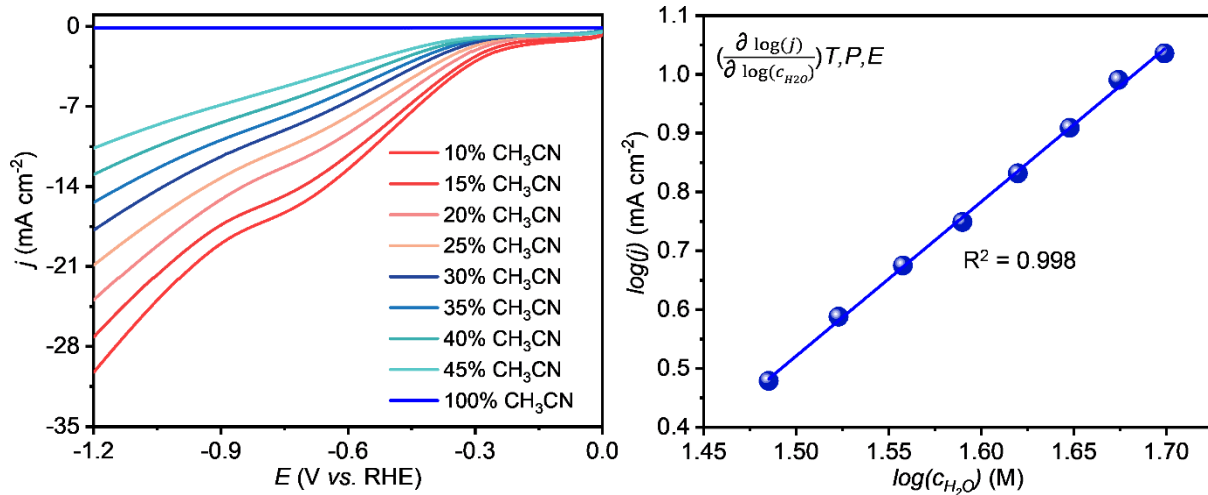 0
-7
-14
-21
-28
-35
j (mA cm⁻²)
-1.2 -0.9 -0.6 -0.3 0.0
E (V vs. RHE)
10% CH₃CN
15% CH₃CN
20% CH₃CN
25% CH₃CN
30% CH₃CN
35% CH₃CN
40% CH₃CN
45% CH₃CN
100% CH₃CN
(∂ log(j) / ∂ log(c_H2O))T,P,E
1.0
0.9
0.8
0.7
0.6
0.5
0.4
log(j) (mA cm⁻²)
R² = 0.998
1.45 1.50 1.55 1.60 1.65 1.70
log(c_H₂O) (M)